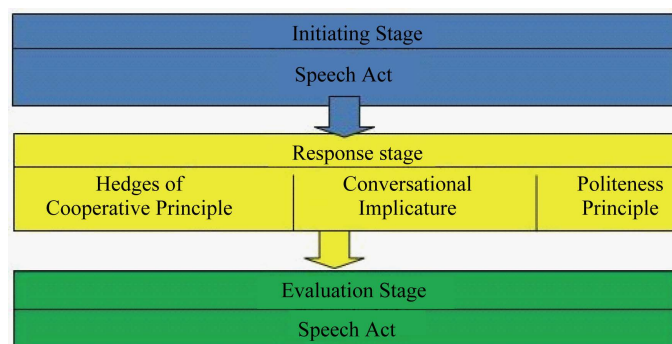 Initiating Stage
Speech Act
Response stage
Hedges of
Cooperative Principle
Conversational
Implicature
Politeness
Principle
Evaluation Stage
Speech Act